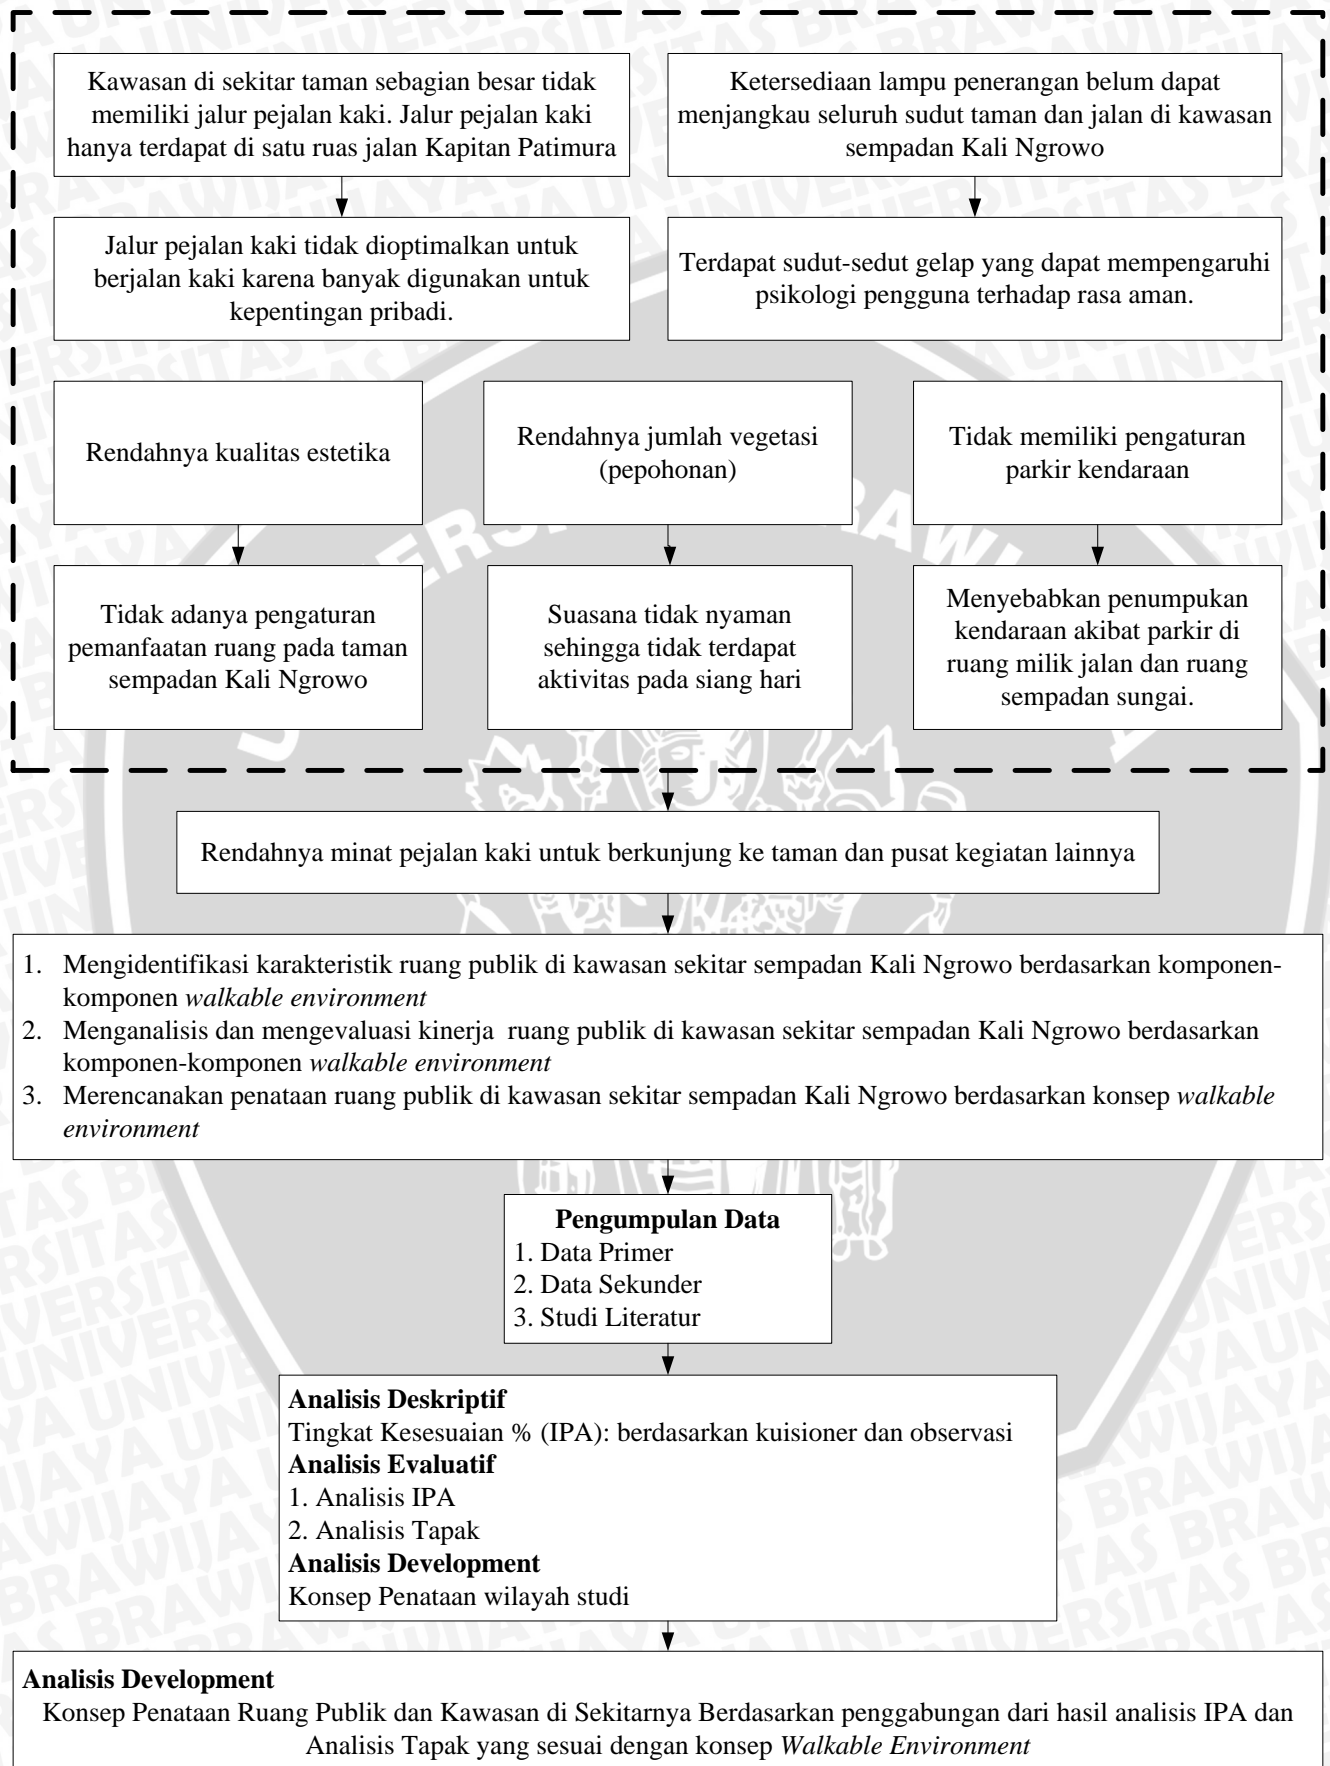 Kawasan di sekitar taman sebagian besar tidak
memiliki jalur pejalan kaki. Jalur pejalan kaki
hanya terdapat di satu ruas jalan Kapitan Patimura
Ketersediaan lampu penerangan belum dapat
menjangkau seluruh sudut taman dan jalan di kawasan
sempadan Kali Ngrowo
Jalur pejalan kaki tidak dioptimalkan untuk
berjalan kaki karena banyak digunakan untuk
kepentingan pribadi.
Terdapat sudut-sedut gelap yang dapat mempengaruhi
psikologi pengguna terhadap rasa aman.
Rendahnya kualitas estetika
Rendahnya jumlah vegetasi
(pepohonan)
Tidak memiliki pengaturan
parkir kendaraan
Tidak adanya pengaturan
pemanfaatan ruang pada taman
sempadan Kali Ngrowo
Suasana tidak nyaman
sehingga tidak terdapat
aktivitas pada siang hari
Menyebabkan penumpukan
kendaraan akibat parkir di
ruang milik jalan dan ruang
sempadan sungai.
Rendahnya minat pejalan kaki untuk berkunjung ke taman dan pusat kegiatan lainnya
1. Mengidentifikasi karakteristik ruang publik di kawasan sekitar sempadan Kali Ngrowo berdasarkan komponen-
komponen walkable environment
2. Menganalisis dan mengevaluasi kinerja ruang publik di kawasan sekitar sempadan Kali Ngrowo berdasarkan
komponen-komponen walkable environment
3. Merencanakan penataan ruang publik di kawasan sekitar sempadan Kali Ngrowo berdasarkan konsep walkable
environment
Pengumpulan Data
1. Data Primer
2. Data Sekunder
3. Studi Literatur
Analisis Deskriptif
Tingkat Kesesuaian % (IPA): berdasarkan kuisioner dan observasi
Analisis Evaluatif
1. Analisis IPA
2. Analisis Tapak
Analisis Development
Konsep Penataan wilayah studi
Analisis Development
Konsep Penataan Ruang Publik dan Kawasan di Sekitarnya Berdasarkan penggabungan dari hasil analisis IPA dan
Analisis Tapak yang sesuai dengan konsep Walkable Environment